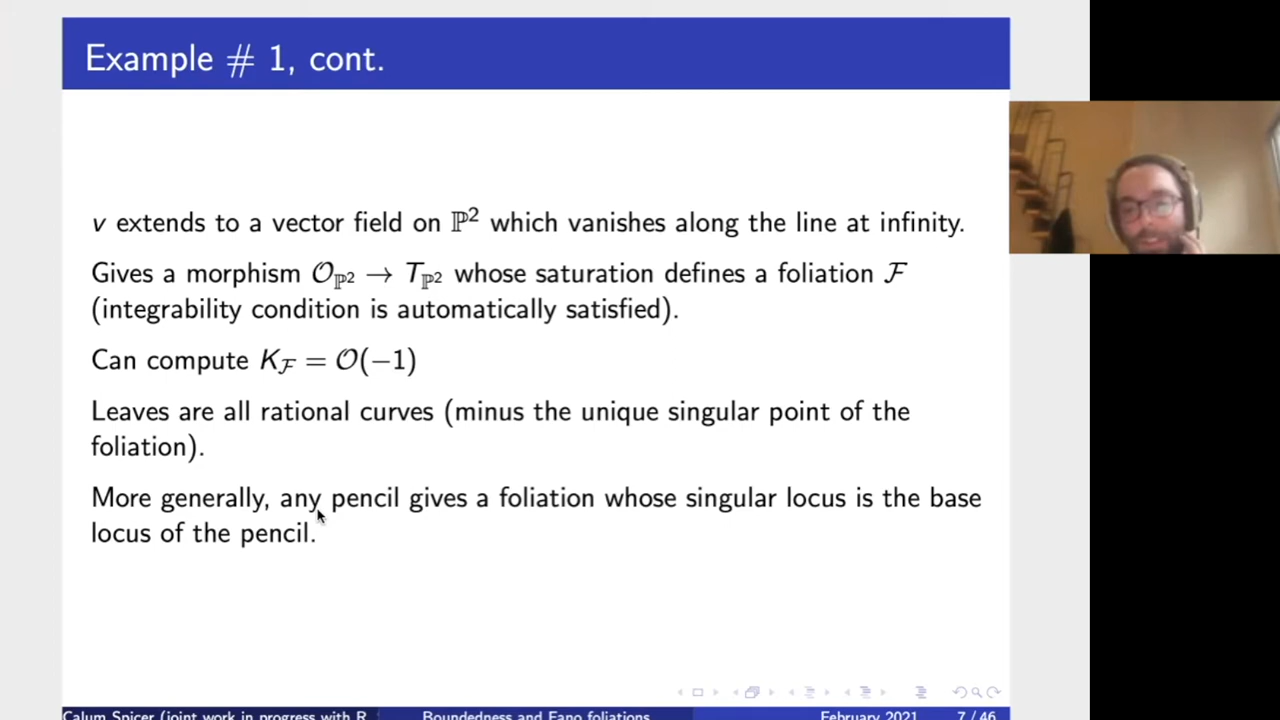 Example # 1, cont.
v extends to a vector field on ℙ² which vanishes along the line at infinity.
Gives a morphism 𝒪_ℙ² → T_ℙ² whose saturation defines a foliation ℱ
(integrability condition is automatically satisfied).
Can compute K_ℱ = 𝒪(−1)
Leaves are all rational curves (minus the unique singular point of the
foliation).
More generally, any pencil gives a foliation whose singular locus is the base
locus of the pencil.
Calum Spicer (joint work in progress with R Boundedness and Fano foliations February 2021 7 / 46